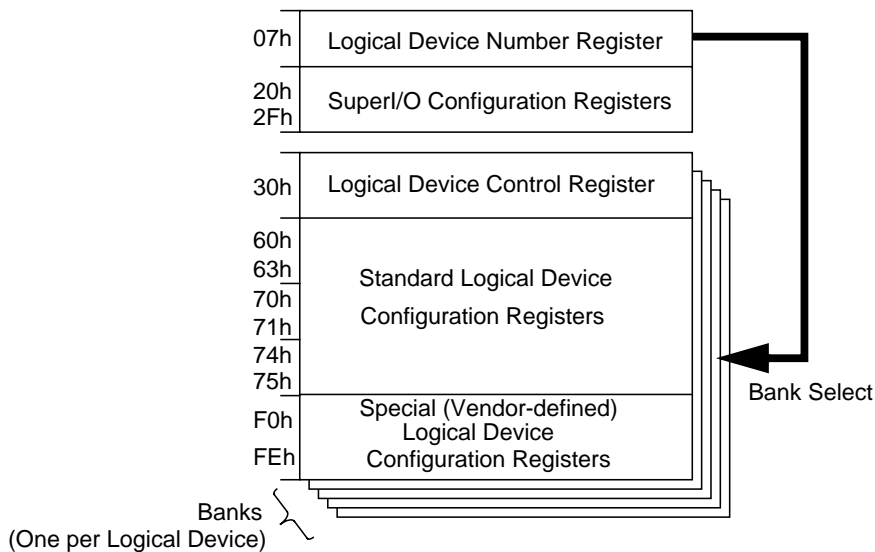 07h
Logical Device Number Register
20h
2Fh
SuperI/O Configuration Registers
30h
Logical Device Control Register
60h
63h
Standard Logical Device
Configuration Registers
70h
71h
74h
75h
Bank Select
F0h
FEh
Special (Vendor-defined)
Logical Device
Configuration Registers
Banks
(One per Logical Device)